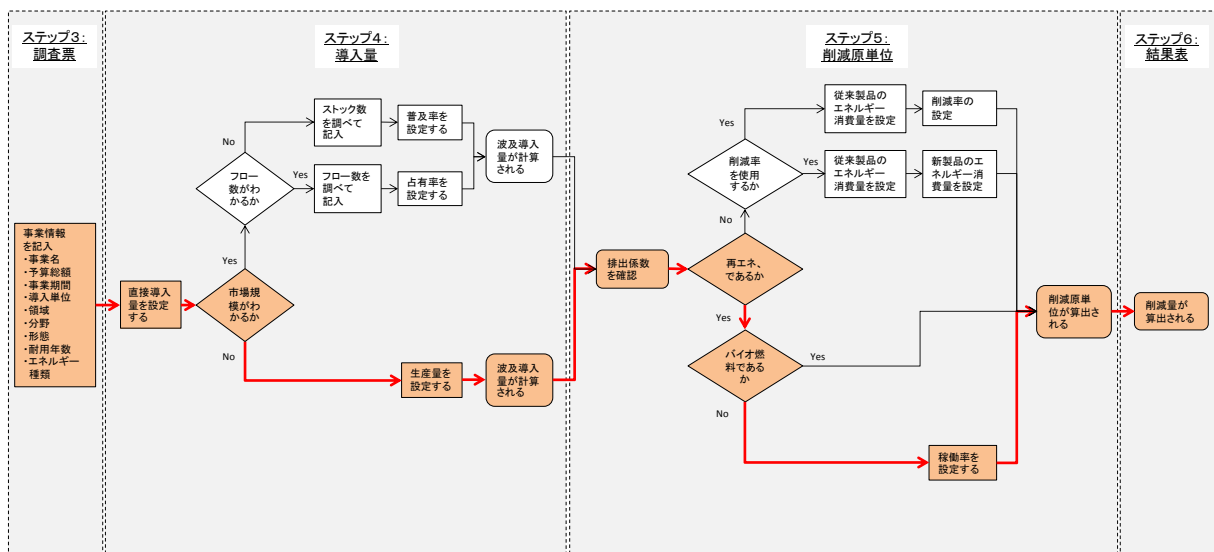 ステップ3:
調査票
事業情報
を記入
・事業名
・予算総額
・事業期間
・導入単位
・領域
・分野
・形態
・耐用年数
・エネルギー
種類
ステップ4:
導入量
直接導入
量を設定
する
市場規
模がわ
かるか
Yes
No
フロー
数がわ
かるか
No
Yes
ストック数
を調べて
記入
普及率を
設定する
フロー数を
調べて
記入
占有率を
設定する
波及導入
量が計算
される
生産量を
設定する
波及導入
量が計算
される
ステップ5:
削減原単位
排出係数
を確認
再エネ、
であるか
No
Yes
削減率
を使用
するか
Yes
Yes
従来製品の
エネルギー
消費量を設定
削減率の
設定
従来製品の
エネルギー
消費量を設定
新製品のエ
ネルギー消
費量を設定
バイオ燃
料である
か
Yes
No
稼働率を
設定する
削減原単
位が算出さ
れる
ステップ6:
結果表
削減量が
算出される